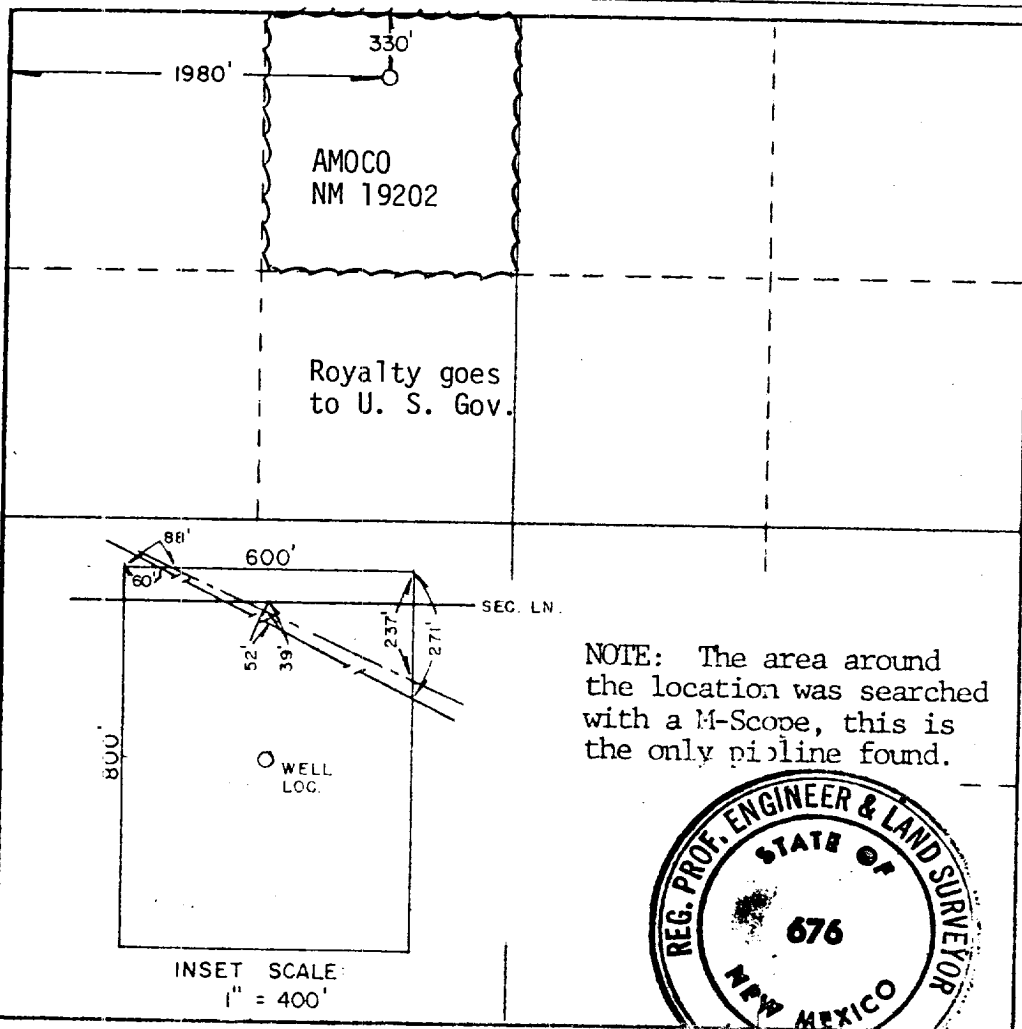 330'
1980'
AMOCO
NM 19202
Royalty goes
to U. S. Gov.
88'
600'
60'
SEC. LN.
237'
271'
52'
39'
800'
WELL
LOC.
NOTE: The area around
the location was searched
with a M-Scope, this is
the only pipline found.
INSET SCALE:
1" = 400'
REG. PROF. ENGINEER & LAND SURVEYOR
STATE OF
676
NEW MEXICO